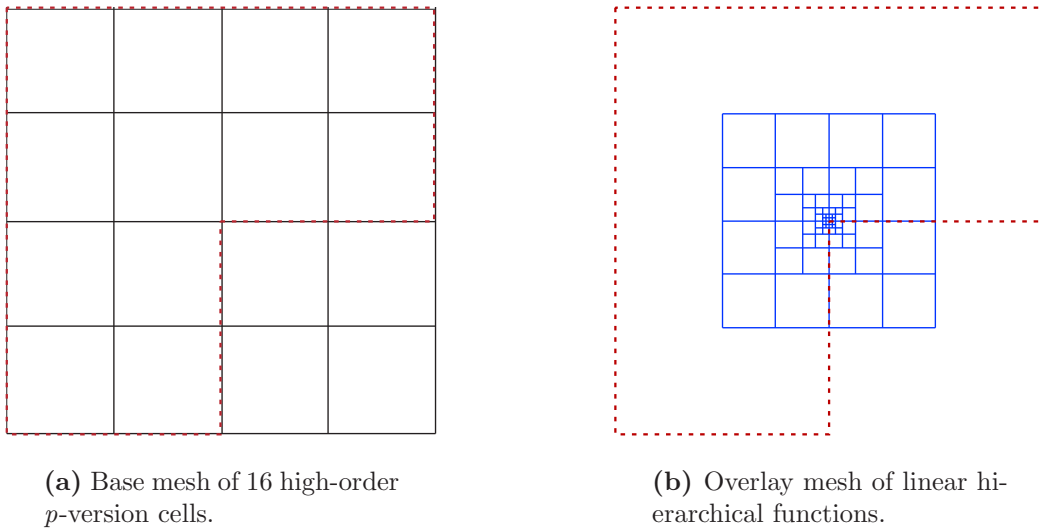 (a) Base mesh of 16 high-order
p-version cells.
(b) Overlay mesh of linear hi-
erarchical functions.